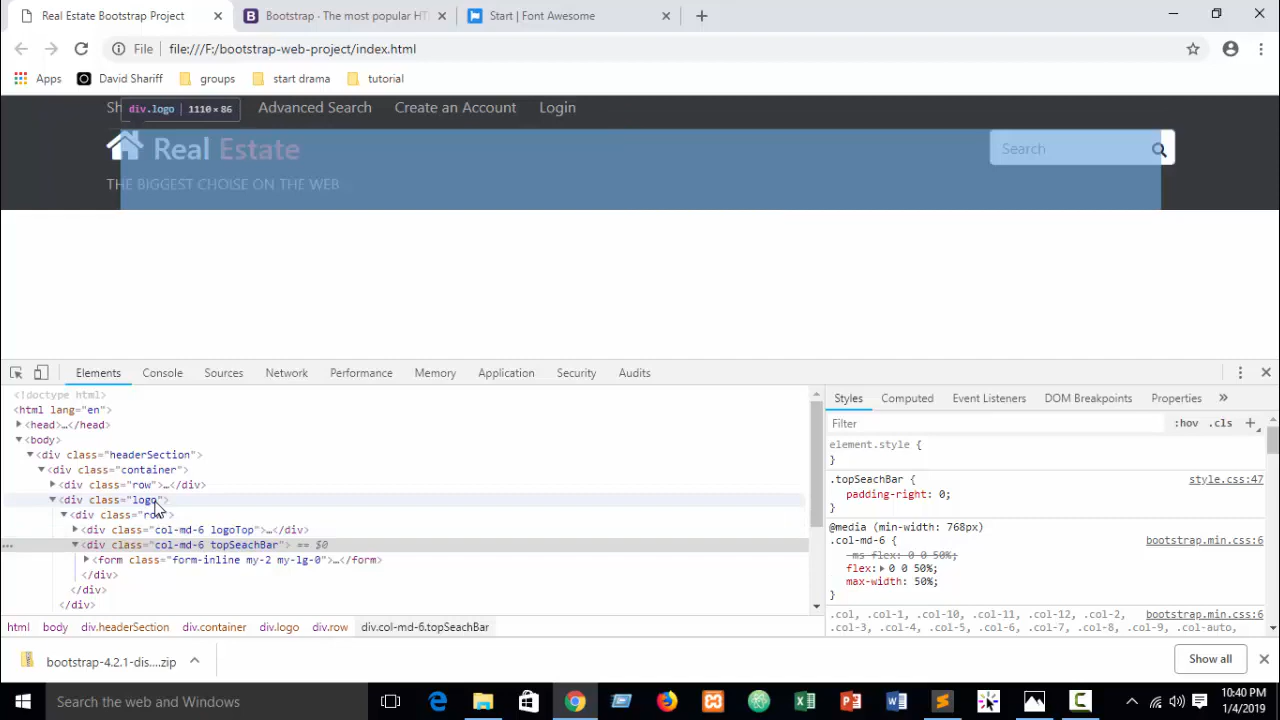 Real Estate Bootstrap Project
Bootstrap · The most popular HT
Start | Font Awesome
File
file:///F:/bootstrap-web-project/index.html
Apps
David Shariff
groups
start drama
tutorial
Sh
div.logo | 1110×86
Advanced Search
Create an Account
Login
Real Estate
Search
THE BIGGEST CHOISE ON THE WEB
Elements
Console
Sources
Network
Performance
Memory
Application
Security
Audits
<!doctype html>
<html lang="en">
<head>…</head>
<body>
<div class="headerSection">
<div class="container">
<div class="row">…</div>
<div class="logo">
<div class="row">
<div class="col-md-6 logoTop">…</div>
<div class="col-md-6 topSeachBar"> == $0
<form class="form-inline my-2 my-lg-0">…</form>
</div>
</div>
</div>
html
body
div.headerSection
div.container
div.logo
div.row
div.col-md-6.topSeachBar
Styles
Computed
Event Listeners
DOM Breakpoints
Properties
»
Filter
:hov
.cls
+
element.style {
}
.topSeachBar
style.css:47
padding-right: 0;
}
@media (min-width: 768px)
.col-md-6 {
bootstrap.min.css:6
-ms-flex: 0 0 50%;
flex: 0 0 50%;
max-width: 50%;
}
.col, .col-1, .col-10, .col-11, .col-12, .col-2,
bootstrap.min.css:6
.col-3, .col-4, .col-5, .col-6, .col-7, .col-8, .col-9, .col-auto,
bootstrap-4.2.1-dis....zip
Show all
Search the web and Windows
10:40 PM
1/4/2019